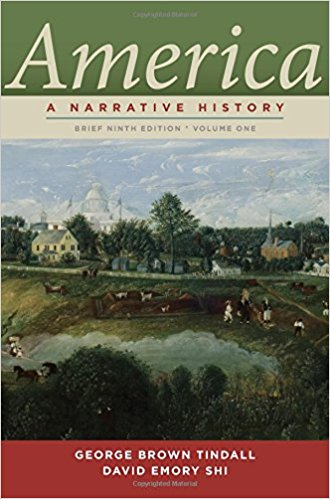 America
A NARRATIVE HISTORY
BRIEF NINTH EDITION • VOLUME ONE
GEORGE BROWN TINDALL
DAVID EMORY SHI